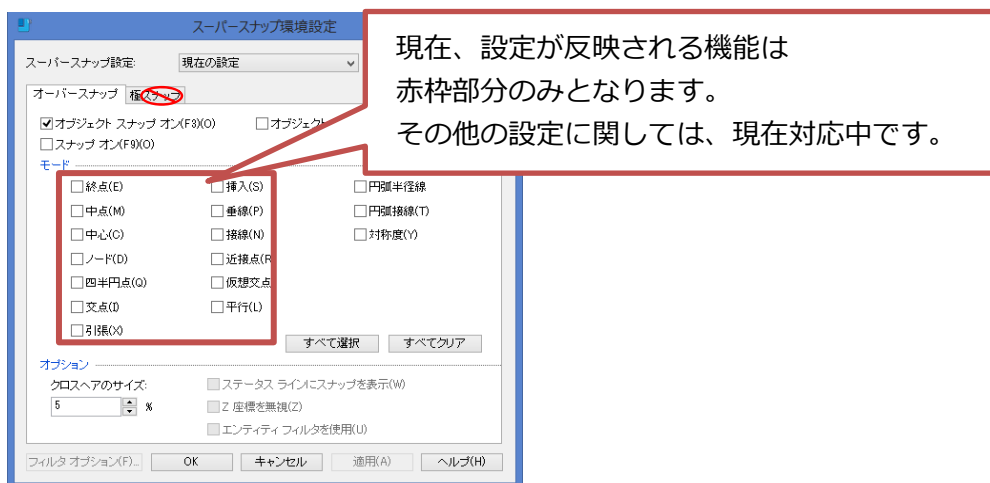 スーパースナップ環境設定
スーパースナップ設定: 現在の設定
オーバースナップ
オブジェクト スナップ オン(F3)(O)
スナップ オン(F9)(O)
モード
終点(E) 挿入(S) 円弧半径線
中点(M) 垂線(P) 円弧接線(T)
中心(C) 接線(N) 対称度(Y)
ノード(D) 近接点(R
四半円点(Q) 仮想交点
交点(I) 平行(L)
引張(X)
すべて選択 すべてクリア
オプション
クロスヘアのサイズ: ステータス ラインにスナップを表示(W)
5 % Z 座標を無視(Z)
エンティティ フィルタを使用(U)
フィルタ オプション(F)... OK キャンセル 適用(A) ヘルプ(H)
現在、設定が反映される機能は
赤枠部分のみとなります。
その他の設定に関しては、現在対応中です。